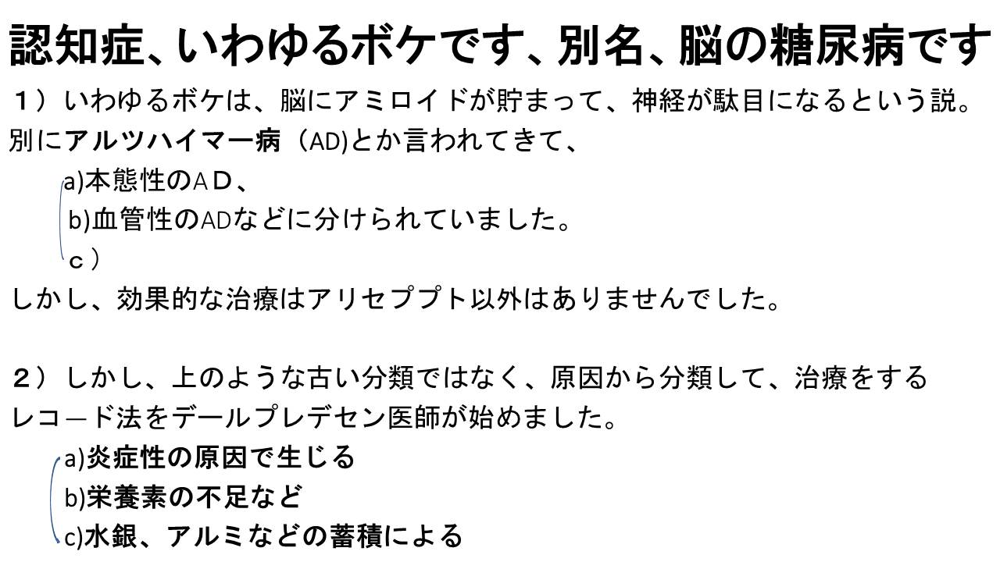 認知症、いわゆるボケです、別名、脳の糖尿病です
１）いわゆるボケは、脳にアミロイドが貯まって、神経が駄目になるという説。
別にアルツハイマー病（AD)とか言われてきて、
a)本態性のAＤ、
b)血管性のADなどに分けられていました。
ｃ）
しかし、効果的な治療はアリセププト以外はありませんでした。
２）しかし、上のような古い分類ではなく、原因から分類して、治療をする
レコ―ド法をデールプレデセン医師が始めました。
a)炎症性の原因で生じる
b)栄養素の不足など
c)水銀、アルミなどの蓄積による